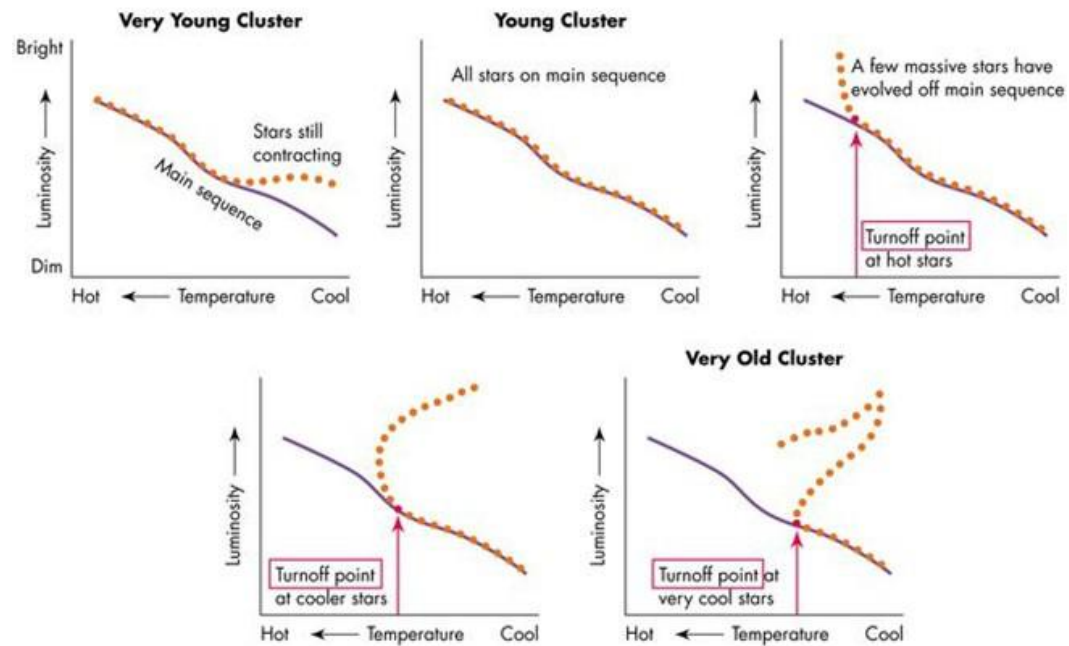 Very Young Cluster
Bright
Luminosity
Dim
Stars still
contracting
Main sequence
Hot
Temperature
Cool
Young Cluster
All stars on main sequence
Luminosity
Hot
Temperature
Cool
A few massive stars have
evolved off main sequence
Luminosity
Turnoff point
at hot stars
Hot
Temperature
Cool
Luminosity
Turnoff point
at cooler stars
Hot
Temperature
Cool
Very Old Cluster
Luminosity
Turnoff point at
very cool stars
Hot
Temperature
Cool